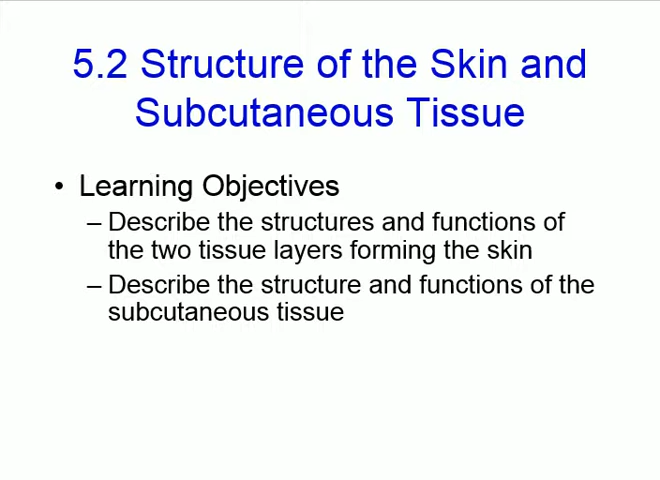 5.2 Structure of the Skin and
Subcutaneous Tissue
• Learning Objectives
– Describe the structures and functions of
the two tissue layers forming the skin
– Describe the structure and functions of the
subcutaneous tissue